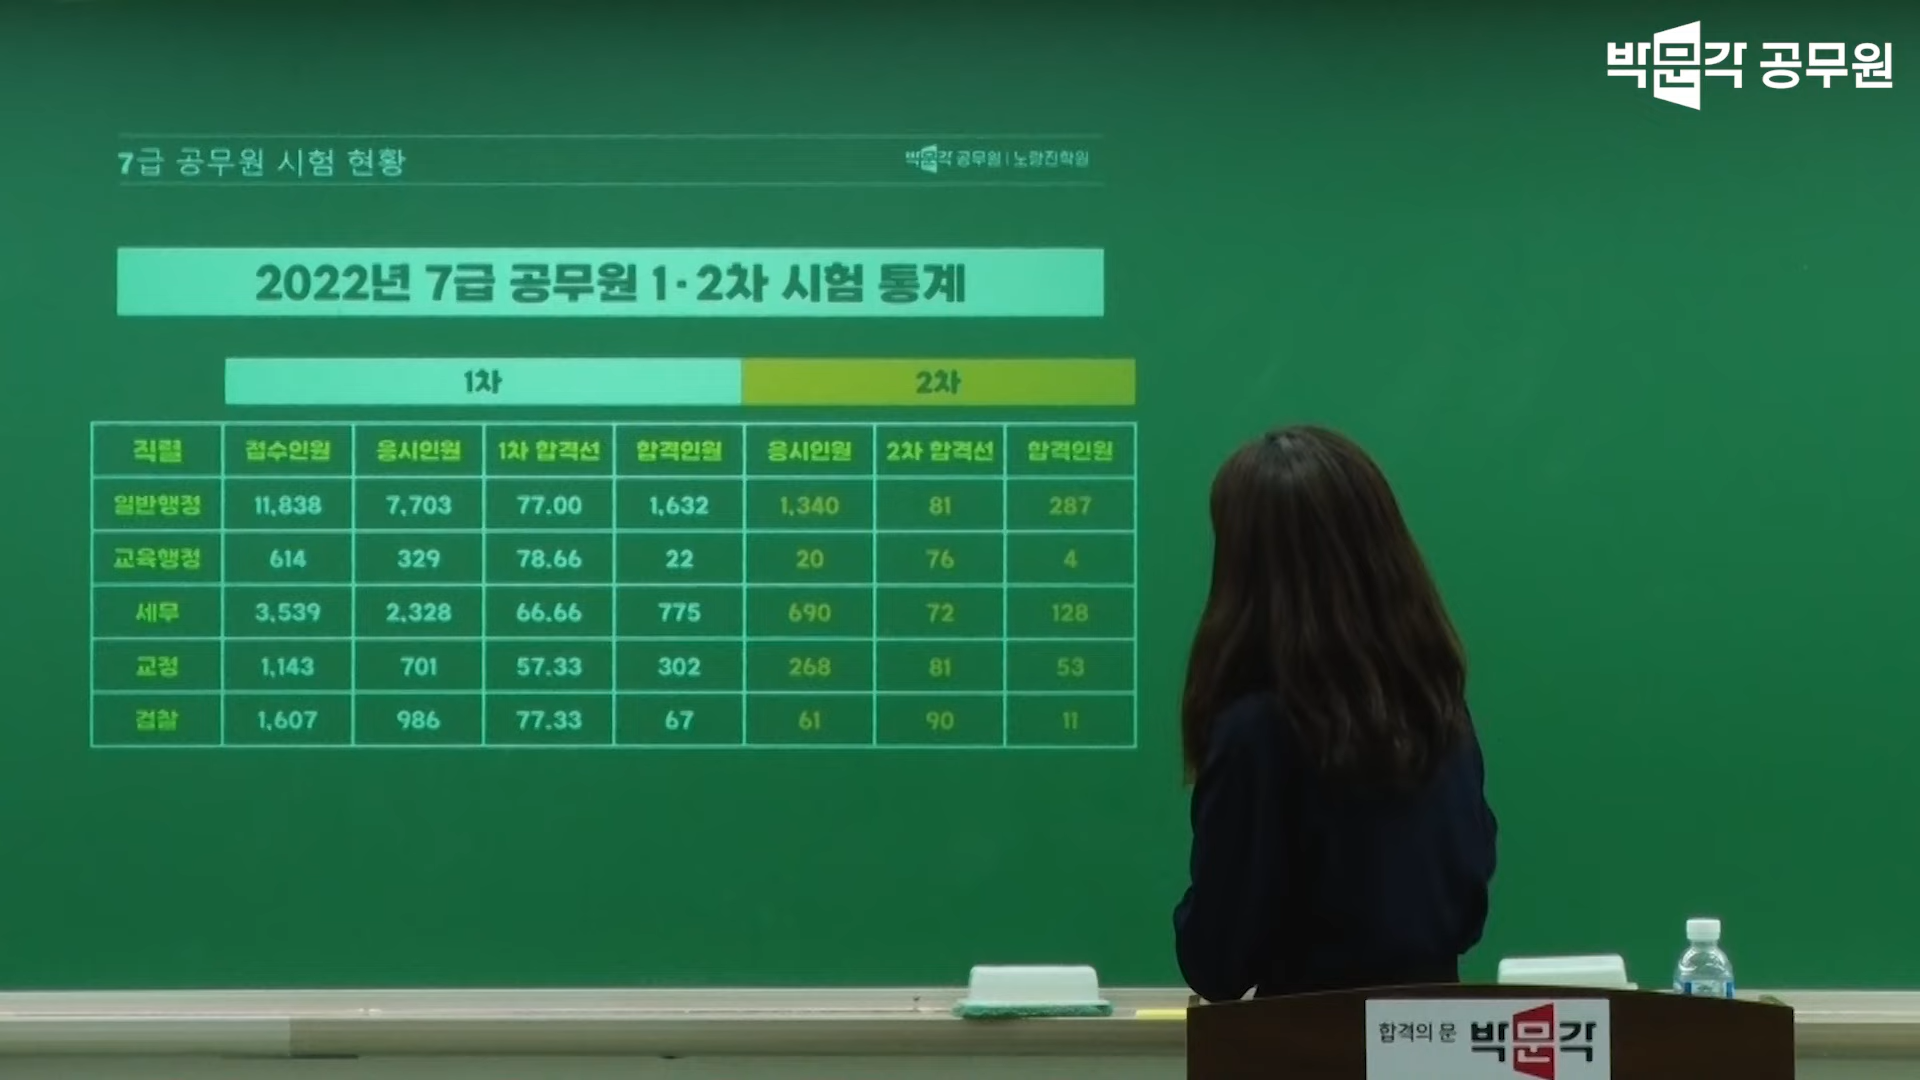 박문각 공무원
7급 공무원 시험 현황
박문각 공무원 | 노량진학원
2022년 7급 공무원 1·2차 시험 통계
1차 2차
직렬 접수인원 응시인원 1차 합격선 합격인원 응시인원 2차 합격선 합격인원
일반행정 11,838 7,703 77.00 1,632 1,340 81 287
교육행정 614 329 78.66 22 20 76 4
세무 3,539 2,328 66.66 775 690 72 128
교정 1,143 701 57.33 302 268 81 53
검찰 1,607 986 77.33 67 61 90 11
합격의 문 박문각